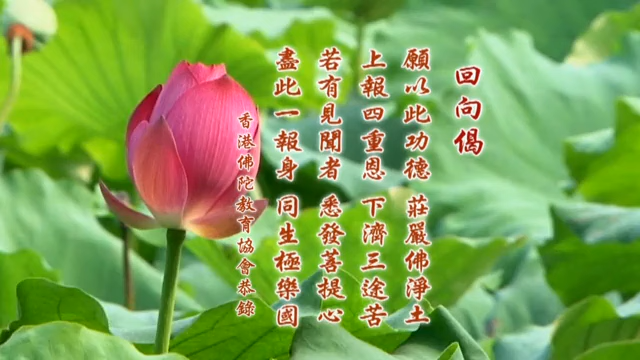 回向偈
願以此功德 莊嚴佛淨土
上報四重恩 下濟三途苦
若有見聞者 悉發菩提心
盡此一報身 同生極樂國
香港佛陀教育協會恭錄